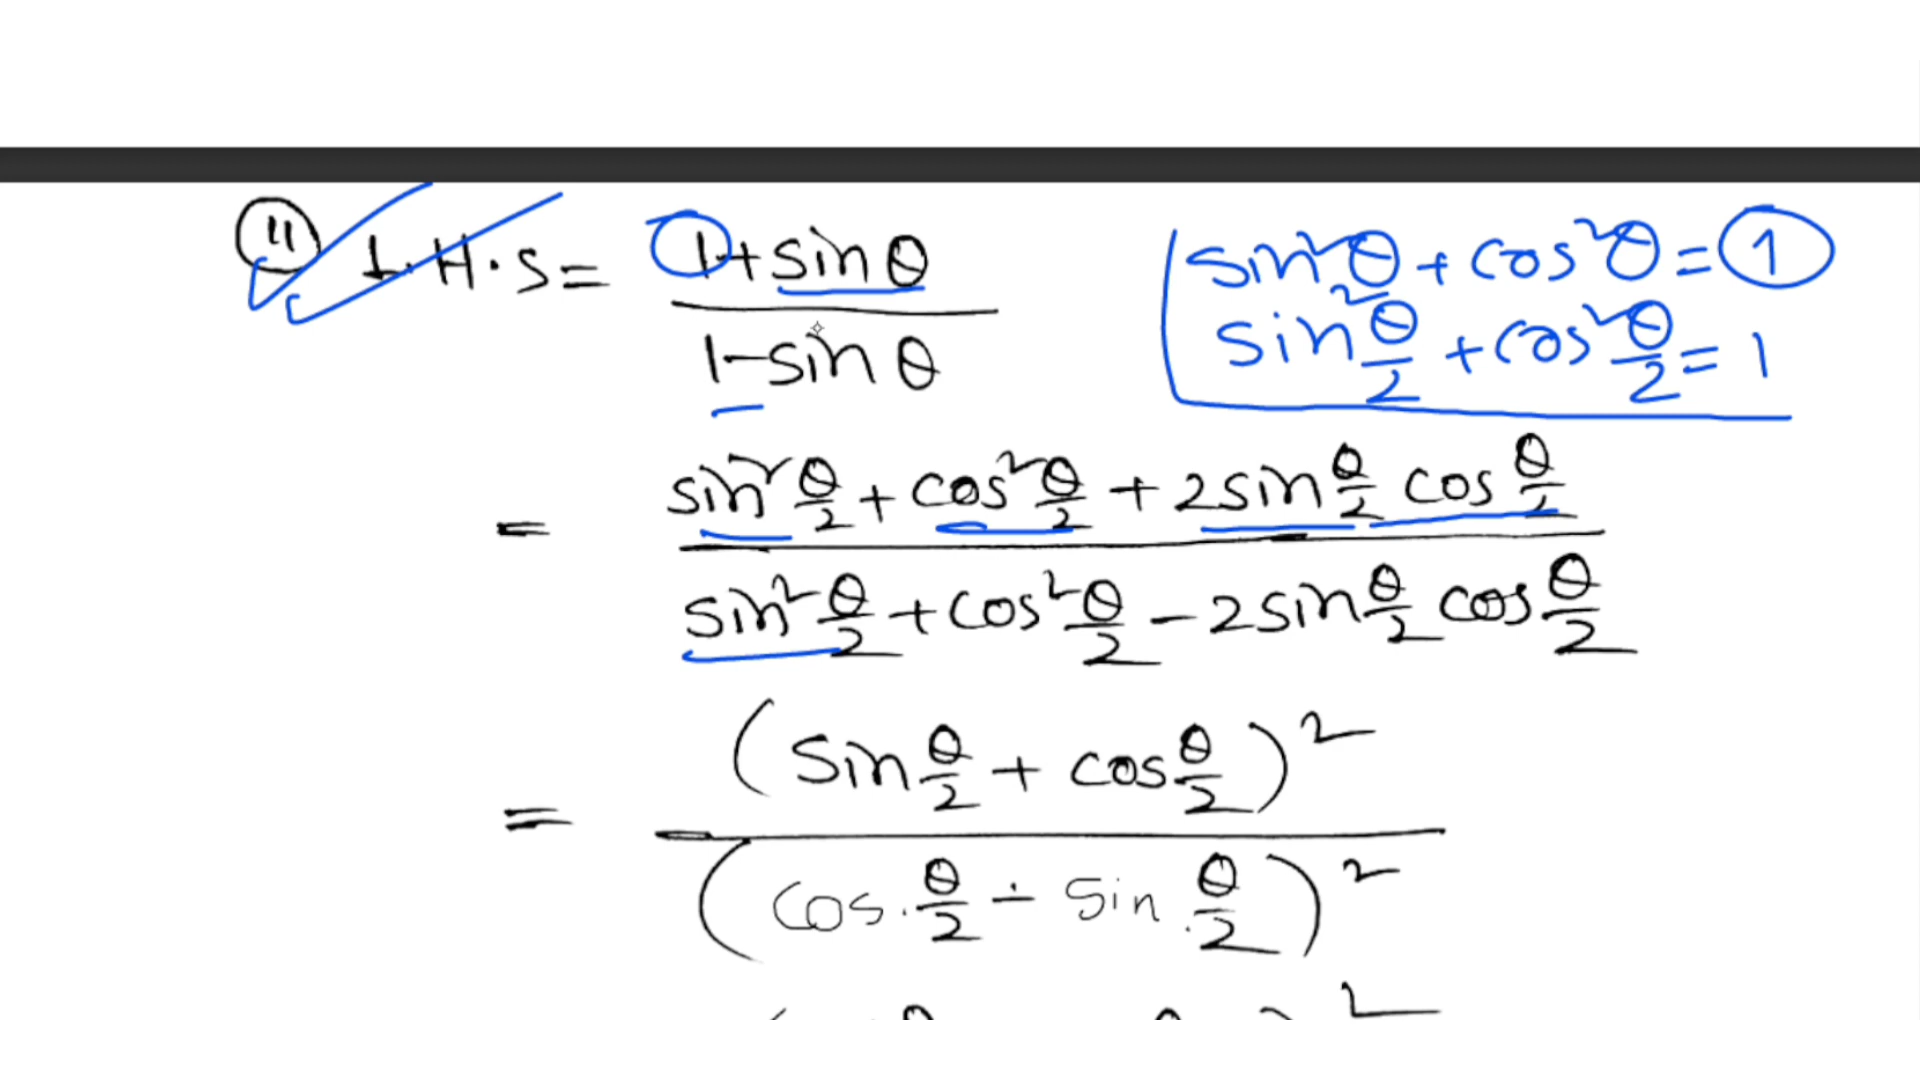 11 L.H.S = (1 + sin θ) / (1 - sin θ)
sin²θ + cos²θ = 1
sin² θ/2 + cos² θ/2 = 1
= (sin² θ/2 + cos² θ/2 + 2 sin θ/2 cos θ/2) / (sin² θ/2 + cos² θ/2 - 2 sin θ/2 cos θ/2)
= (sin θ/2 + cos θ/2)² / (cos θ/2 - sin θ/2)²